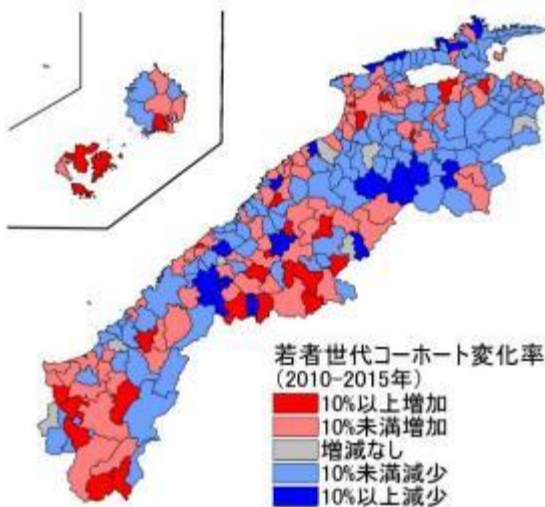 若者世代コーホート変化率
(2010-2015年)
10%以上増加
10%未満増加
増減なし
10%未満減少
10%以上減少